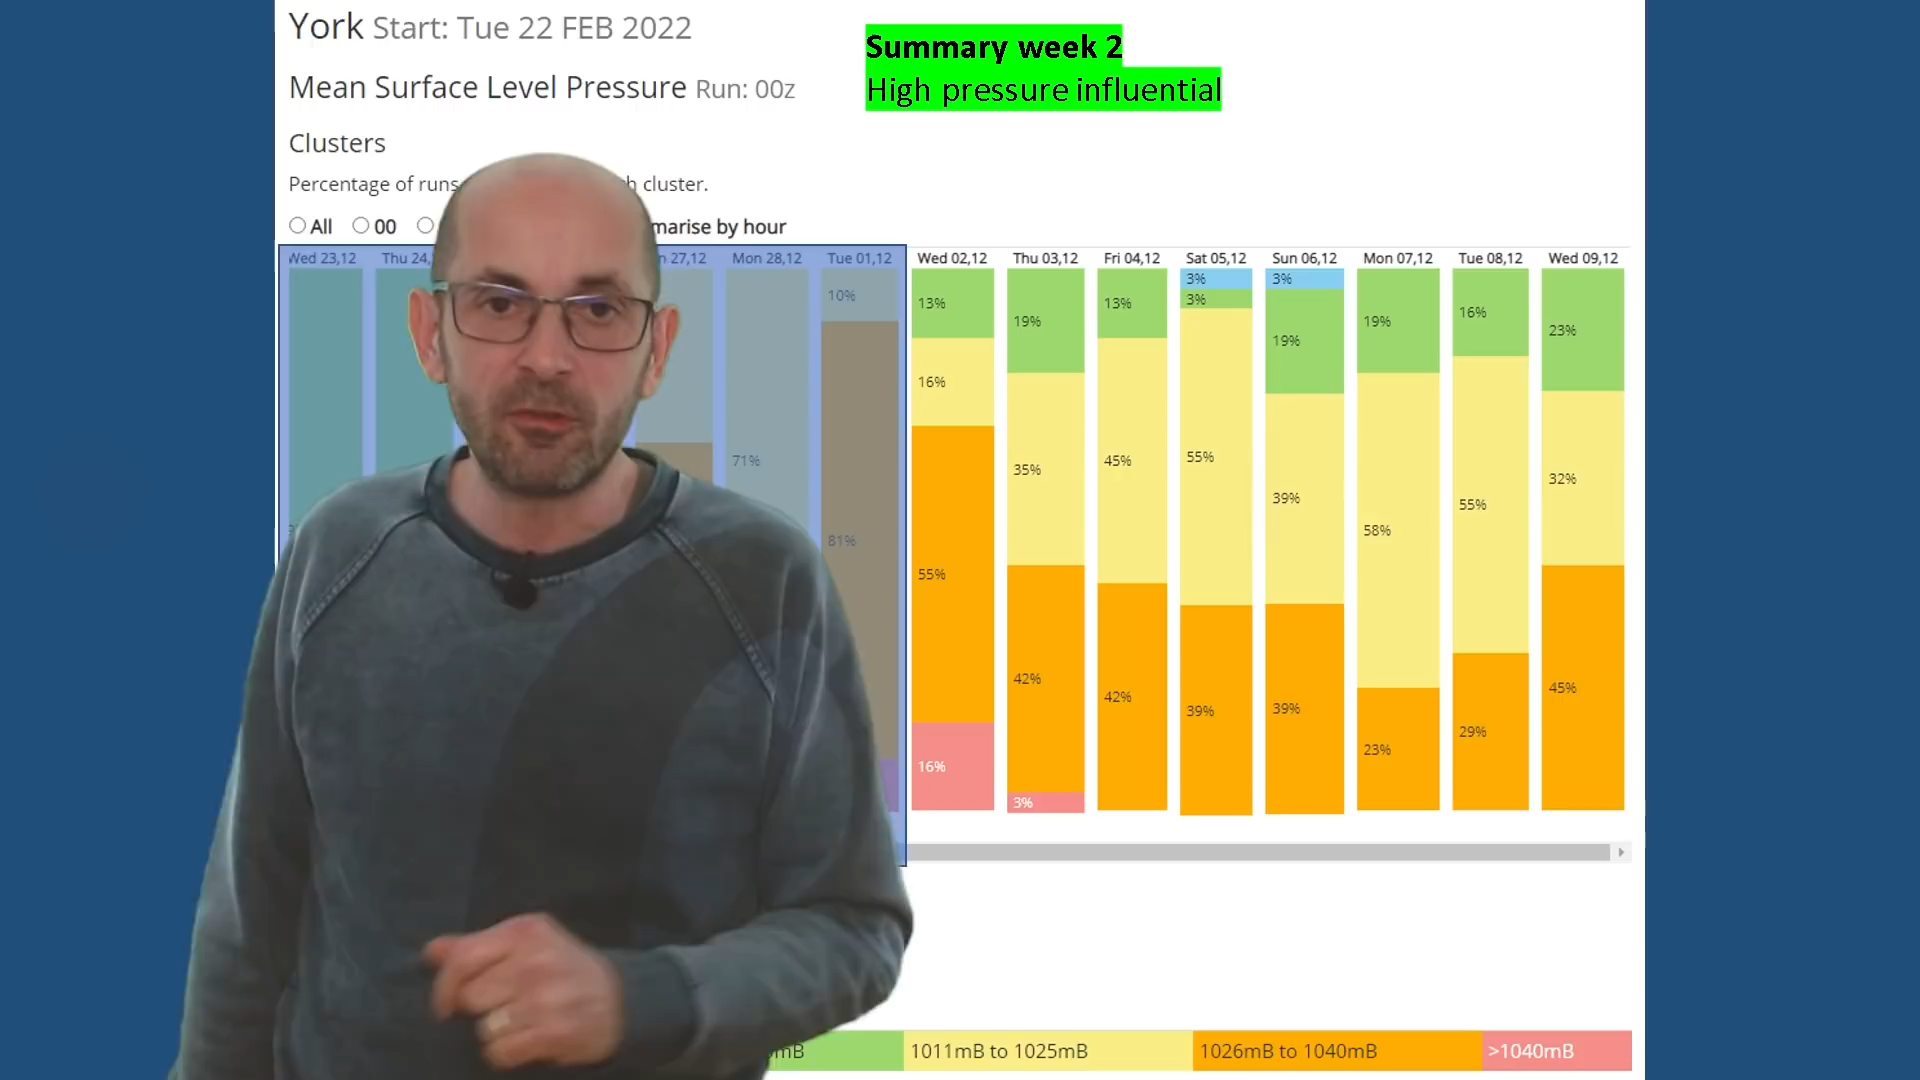 York Start: Tue 22 FEB 2022
Summary week 2
High pressure influential
Mean Surface Level Pressure Run: 00z
Clusters
Percentage of runs cluster.
All 00 by hour
Wed 23,12 Thu 24, 27,12 Mon 28,12 Tue 01,12 Wed 02,12 Thu 03,12 Fri 04,12 Sat 05,12 Sun 06,12 Mon 07,12 Tue 08,12 Wed 09,12
3% 3%
10% 13% 19% 13% 3% 19% 19% 16% 23%
16% 35% 45% 55% 39% 58% 55% 32%
71%
81% 55% 42% 42% 39% 39% 23% 29% 45%
16% 3%
mB 1011mB to 1025mB 1026mB to 1040mB >1040mB